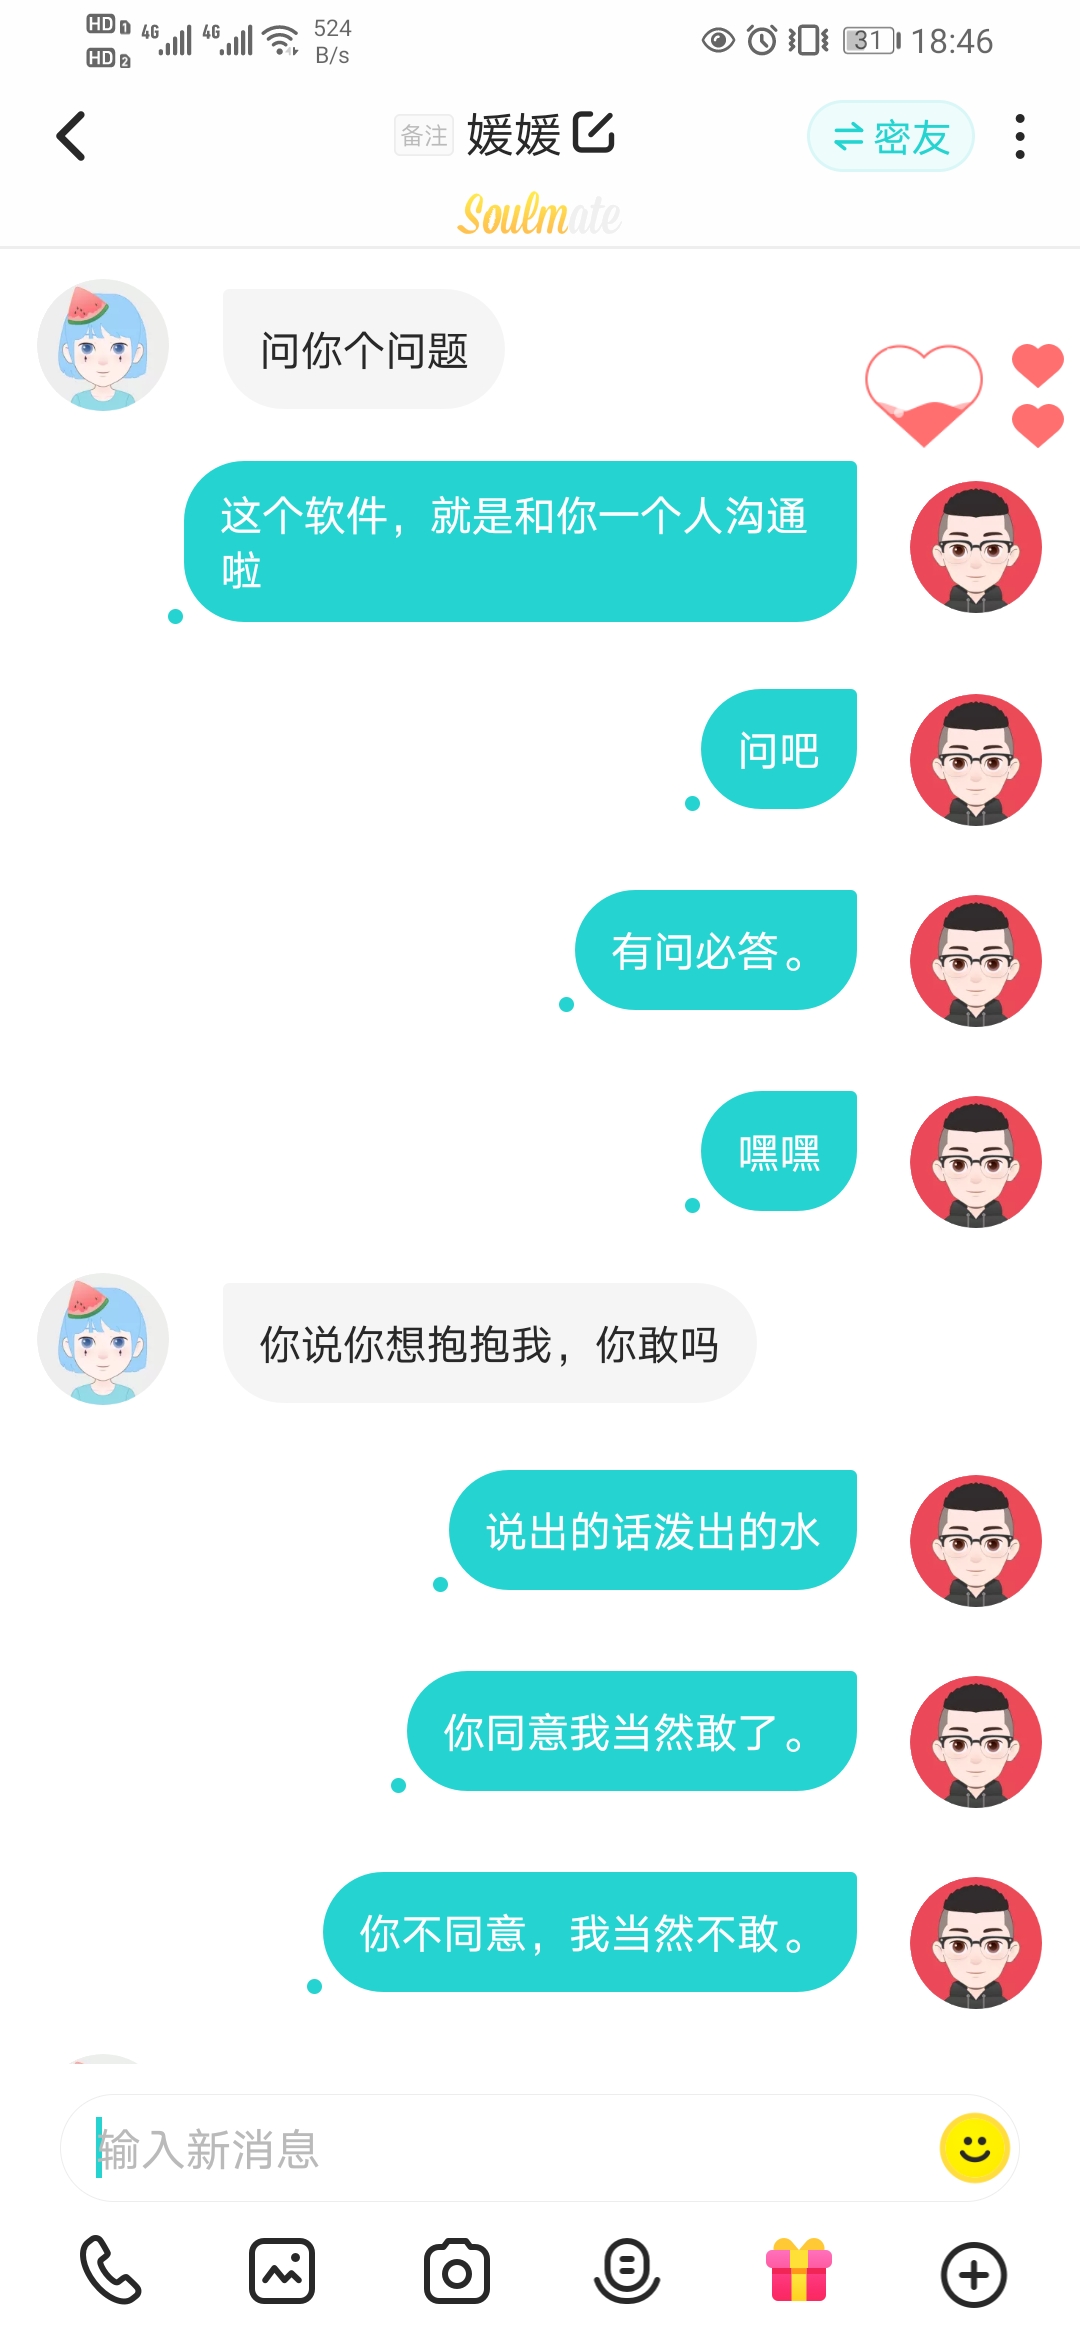 HD 1 4G 4G 524
HD 2 B/s
31 18:46
备注 媛媛 密友
Soulmate
问你个问题
这个软件，就是和你一个人沟通
啦
问吧
有问必答。
嘿嘿
你说你想抱抱我，你敢吗
说出的话泼出的水
你同意我当然敢了。
你不同意，我当然不敢。
输入新消息